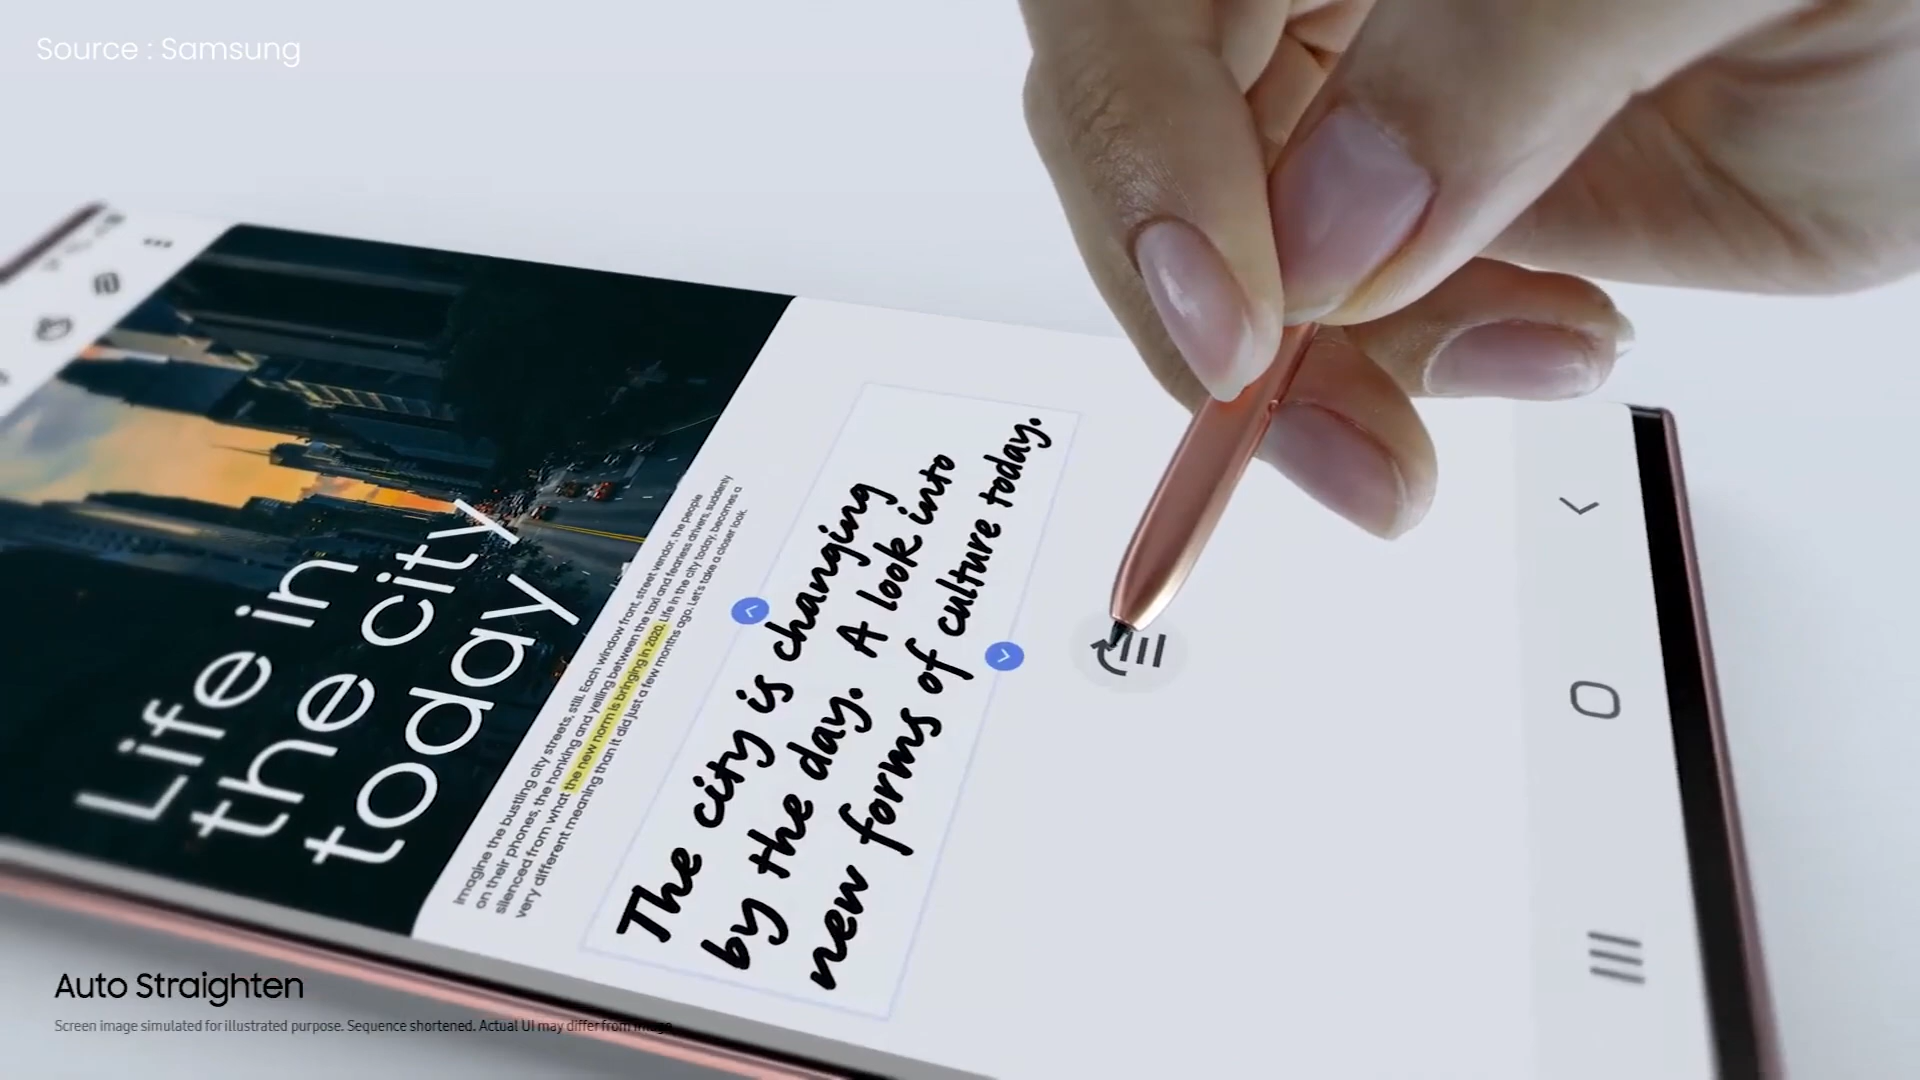 Source : Samsung
Life in
the city
today
Imagine the bustling city streets, still. Each window front, street vendor, the people
on their phones, the honking and yelling between the taxi and fearless drivers, suddenly
silenced from what the new norm is bringing in 2020. Life in the city today, becomes a
very different meaning than it did just a few months ago. Let's take a closer look.
The city is changing
by the day. A look into
new forms of culture today.
Auto Straighten
Screen image simulated for illustrated purpose. Sequence shortened. Actual UI may differ from image.